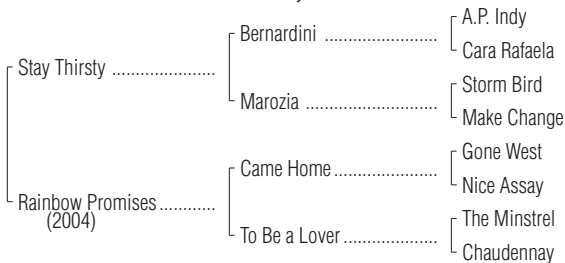 A.P. Indy
Bernardini
Cara Rafaela
Stay Thirsty
Storm Bird
Marozia
Make Change
Gone West
Came Home
Nice Assay
Rainbow Promises
(2004)
The Minstrel
To Be a Lover
Chaudennay